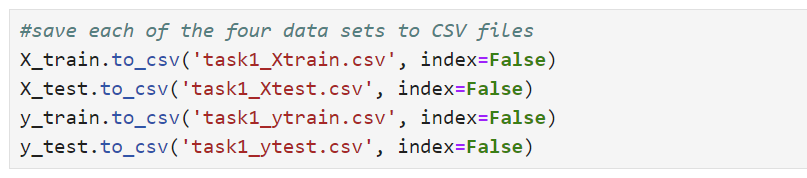 #save each of the four data sets to CSV files
X_train.to_csv('task1_Xtrain.csv', index=False)
X_test.to_csv('task1_Xtest.csv', index=False)
y_train.to_csv('task1_ytrain.csv', index=False)
y_test.to_csv('task1_ytest.csv', index=False)